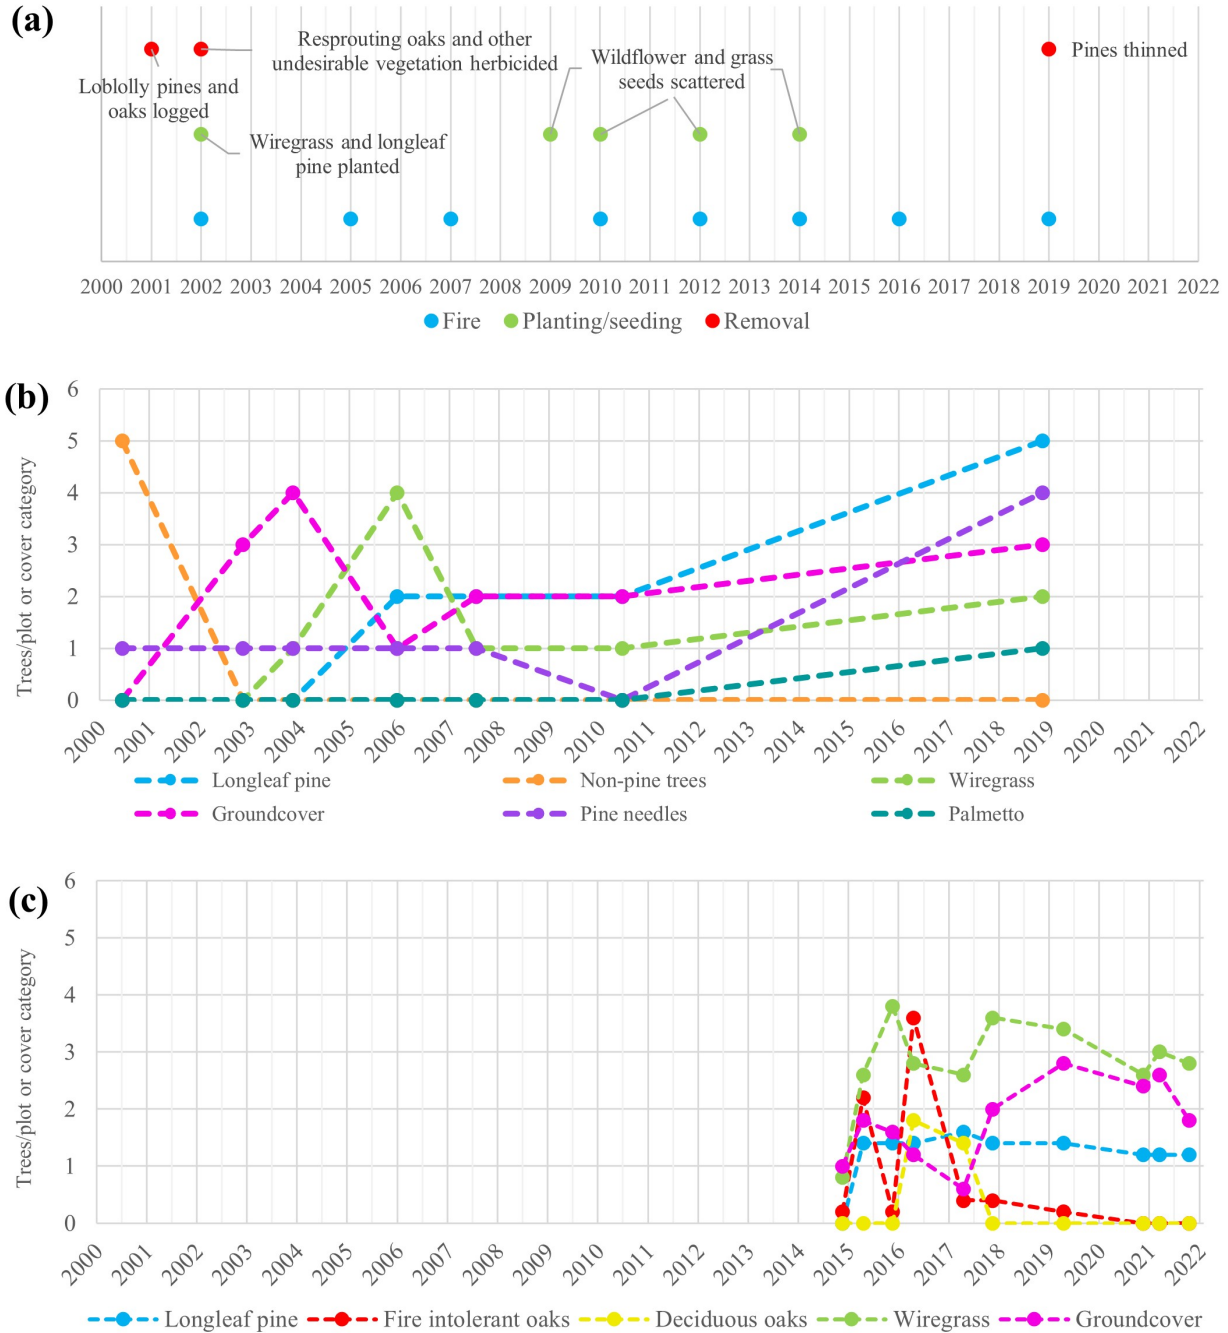 (a)
Resprouting oaks and other
undesirable vegetation herbicided
Wildflower and grass
seeds scattered
Pines thinned
Loblolly pines and
oaks logged
Wiregrass and longleaf
pine planted
2000 2001 2002 2003 2004 2005 2006 2007 2008 2009 2010 2011 2012 2013 2014 2015 2016 2017 2018 2019 2020 2021 2022
Fire Planting/seeding Removal
(b)
Trees/plot or cover category
6
5
4
3
2
1
0
2000 2001 2002 2003 2004 2005 2006 2007 2008 2009 2010 2011 2012 2013 2014 2015 2016 2017 2018 2019 2020 2021 2022
Longleaf pine Non-pine trees Wiregrass
Groundcover Pine needles Palmetto
(c)
Trees/plot or cover category
6
5
4
3
2
1
0
2000 2001 2002 2003 2004 2005 2006 2007 2008 2009 2010 2011 2012 2013 2014 2015 2016 2017 2018 2019 2020 2021 2022
Longleaf pine Fire intolerant oaks Deciduous oaks Wiregrass Groundcover